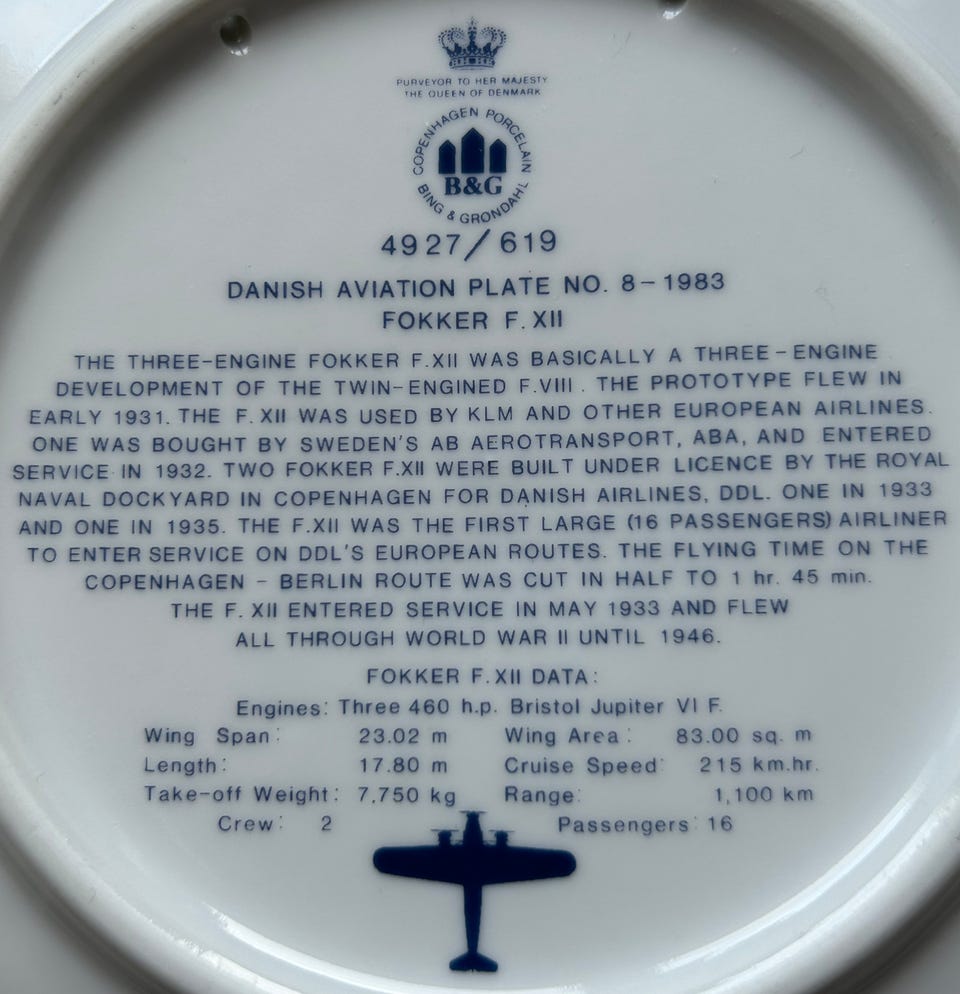 PURVEYOR TO HER MAJESTY
THE QUEEN OF DENMARK
COPENHAGEN PORCELAIN
B&G
BING & GRONDAHL
4927/619
DANISH AVIATION PLATE NO. 8-1983
FOKKER F. XII
THE THREE-ENGINE FOKKER F.XII WAS BASICALLY A THREE-ENGINE
DEVELOPMENT OF THE TWIN-ENGINED F.VIII. THE PROTOTYPE FLEW IN
EARLY 1931. THE F. XII WAS USED BY KLM AND OTHER EUROPEAN AIRLINES.
ONE WAS BOUGHT BY SWEDEN'S AB AEROTRANSPORT, ABA, AND ENTERED
SERVICE IN 1932. TWO FOKKER F.XII WERE BUILT UNDER LICENCE BY THE ROYAL
NAVAL DOCKYARD IN COPENHAGEN FOR DANISH AIRLINES, DDL. ONE IN 1933
AND ONE IN 1935. THE F.XII WAS THE FIRST LARGE (16 PASSENGERS) AIRLINER
TO ENTER SERVICE ON DDL'S EUROPEAN ROUTES. THE FLYING TIME ON THE
COPENHAGEN - BERLIN ROUTE WAS CUT IN HALF TO 1 hr. 45 min.
THE F. XII ENTERED SERVICE IN MAY 1933 AND FLEW
ALL THROUGH WORLD WAR II UNTIL 1946.
FOKKER F.XII DATA:
Engines: Three 460 h.p. Bristol Jupiter VI F.
Wing Span: 23.02 m Wing Area: 83.00 sq. m
Length: 17.80 m Cruise Speed: 215 km.hr.
Take-off Weight: 7,750 kg Range: 1,100 km
Crew: 2 Passengers: 16